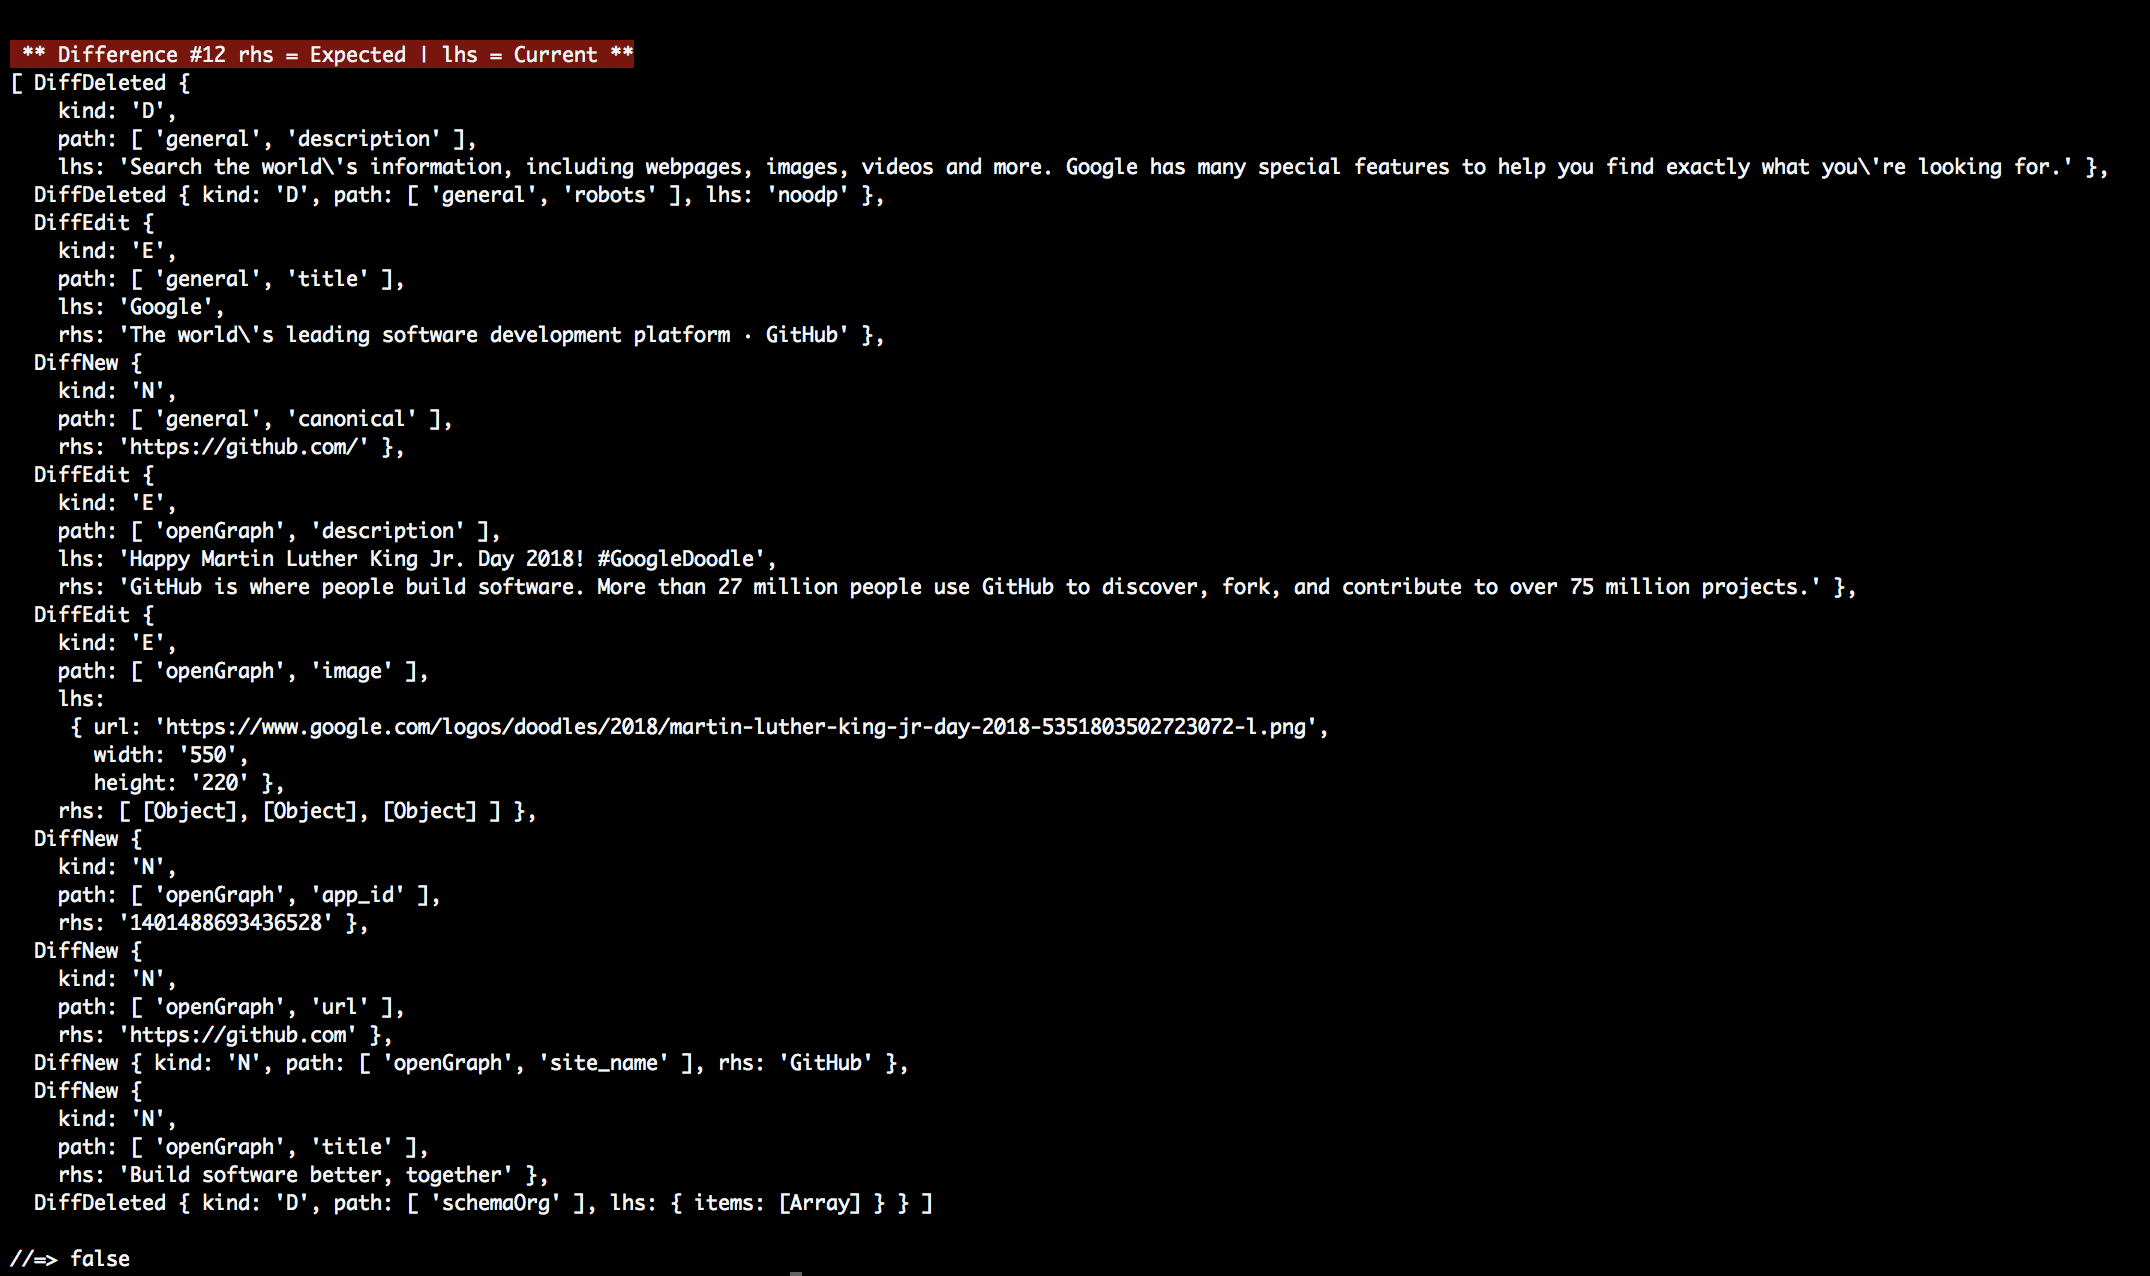 ** Difference #12 rhs = Expected | lhs = Current **
[ DiffDeleted {
    kind: 'D',
    path: [ 'general', 'description' ],
    lhs: 'Search the world\'s information, including webpages, images, videos and more. Google has many special features to help you find exactly what you\'re looking for.' },
  DiffDeleted { kind: 'D', path: [ 'general', 'robots' ], lhs: 'noodp' },
  DiffEdit {
    kind: 'E',
    path: [ 'general', 'title' ],
    lhs: 'Google',
    rhs: 'The world\'s leading software development platform · GitHub' },
  DiffNew {
    kind: 'N',
    path: [ 'general', 'canonical' ],
    rhs: 'https://github.com/' },
  DiffEdit {
    kind: 'E',
    path: [ 'openGraph', 'description' ],
    lhs: 'Happy Martin Luther King Jr. Day 2018! #GoogleDoodle',
    rhs: 'GitHub is where people build software. More than 27 million people use GitHub to discover, fork, and contribute to over 75 million projects.' },
  DiffEdit {
    kind: 'E',
    path: [ 'openGraph', 'image' ],
    lhs:
     { url: 'https://www.google.com/logos/doodles/2018/martin-luther-king-jr-day-2018-5351803502723072-l.png',
       width: '550',
       height: '220' },
    rhs: [ [Object], [Object], [Object] ] },
  DiffNew {
    kind: 'N',
    path: [ 'openGraph', 'app_id' ],
    rhs: '1401488693436528' },
  DiffNew {
    kind: 'N',
    path: [ 'openGraph', 'url' ],
    rhs: 'https://github.com' },
  DiffNew { kind: 'N', path: [ 'openGraph', 'site_name' ], rhs: 'GitHub' },
  DiffNew {
    kind: 'N',
    path: [ 'openGraph', 'title' ],
    rhs: 'Build software better, together' },
  DiffDeleted { kind: 'D', path: [ 'schemaOrg' ], lhs: { items: [Array] } } ]
//=> false